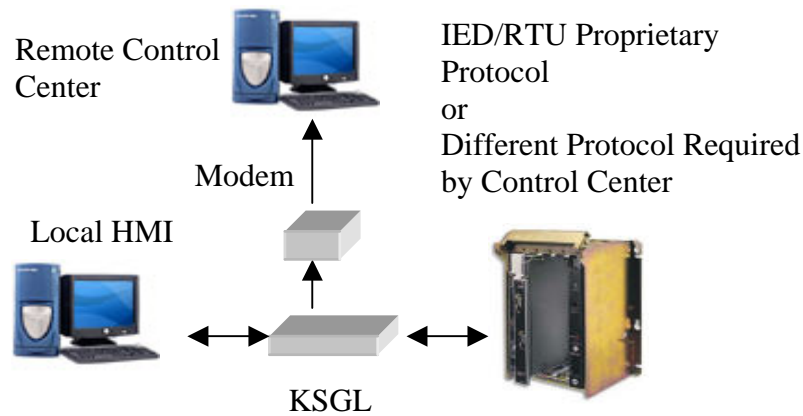 Remote Control
Center
IED/RTU Proprietary
Protocol
or
Different Protocol Required
by Control Center
Modem
Local HMI
KSGL